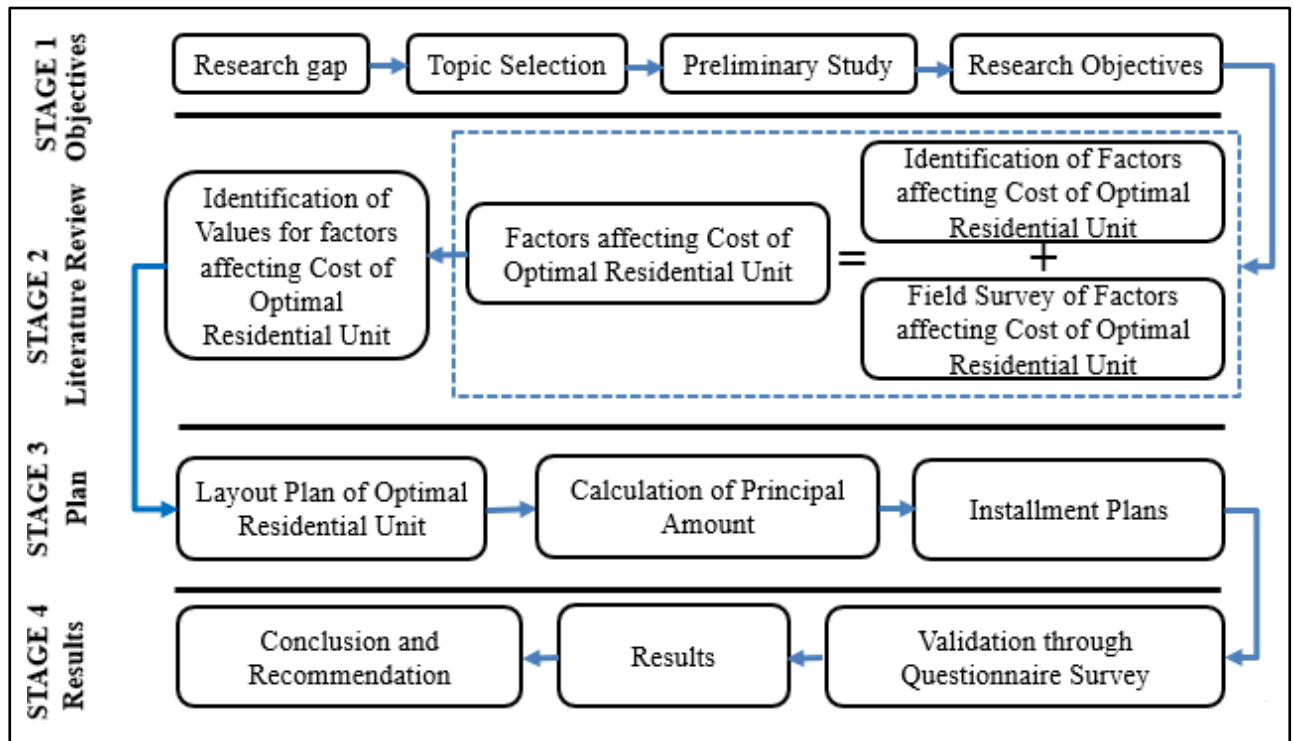 STAGE 1
Objectives
Research gap
Topic Selection
Preliminary Study
Research Objectives
STAGE 2
Literature Review
Identification of
Values for factors
affecting Cost of
Optimal
Residential Unit
Factors affecting Cost of
Optimal Residential Unit
=
Identification of Factors
affecting Cost of Optimal
Residential Unit
+
Field Survey of Factors
affecting Cost of Optimal
Residential Unit
STAGE 3
Plan
Layout Plan of Optimal
Residential Unit
Calculation of Principal
Amount
Installment Plans
STAGE 4
Results
Conclusion and
Recommendation
Results
Validation through
Questionnaire Survey